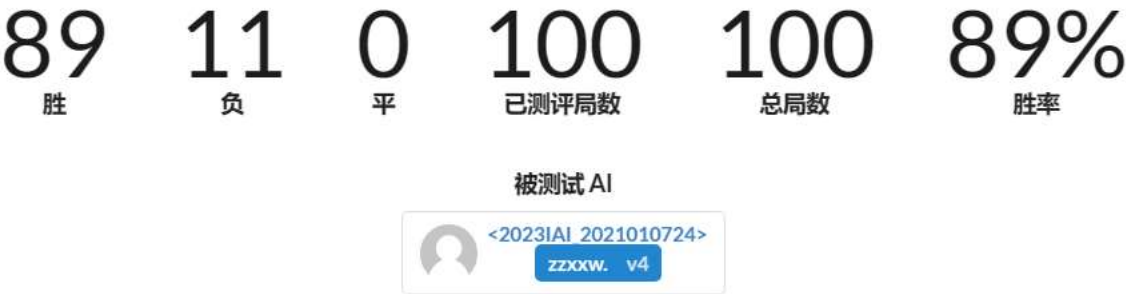 89 11 0 100 100 89%
胜 负 平 已测评局数 总局数 胜率
被测试 AI
<2023IAI_2021010724>
zzxxw. v4